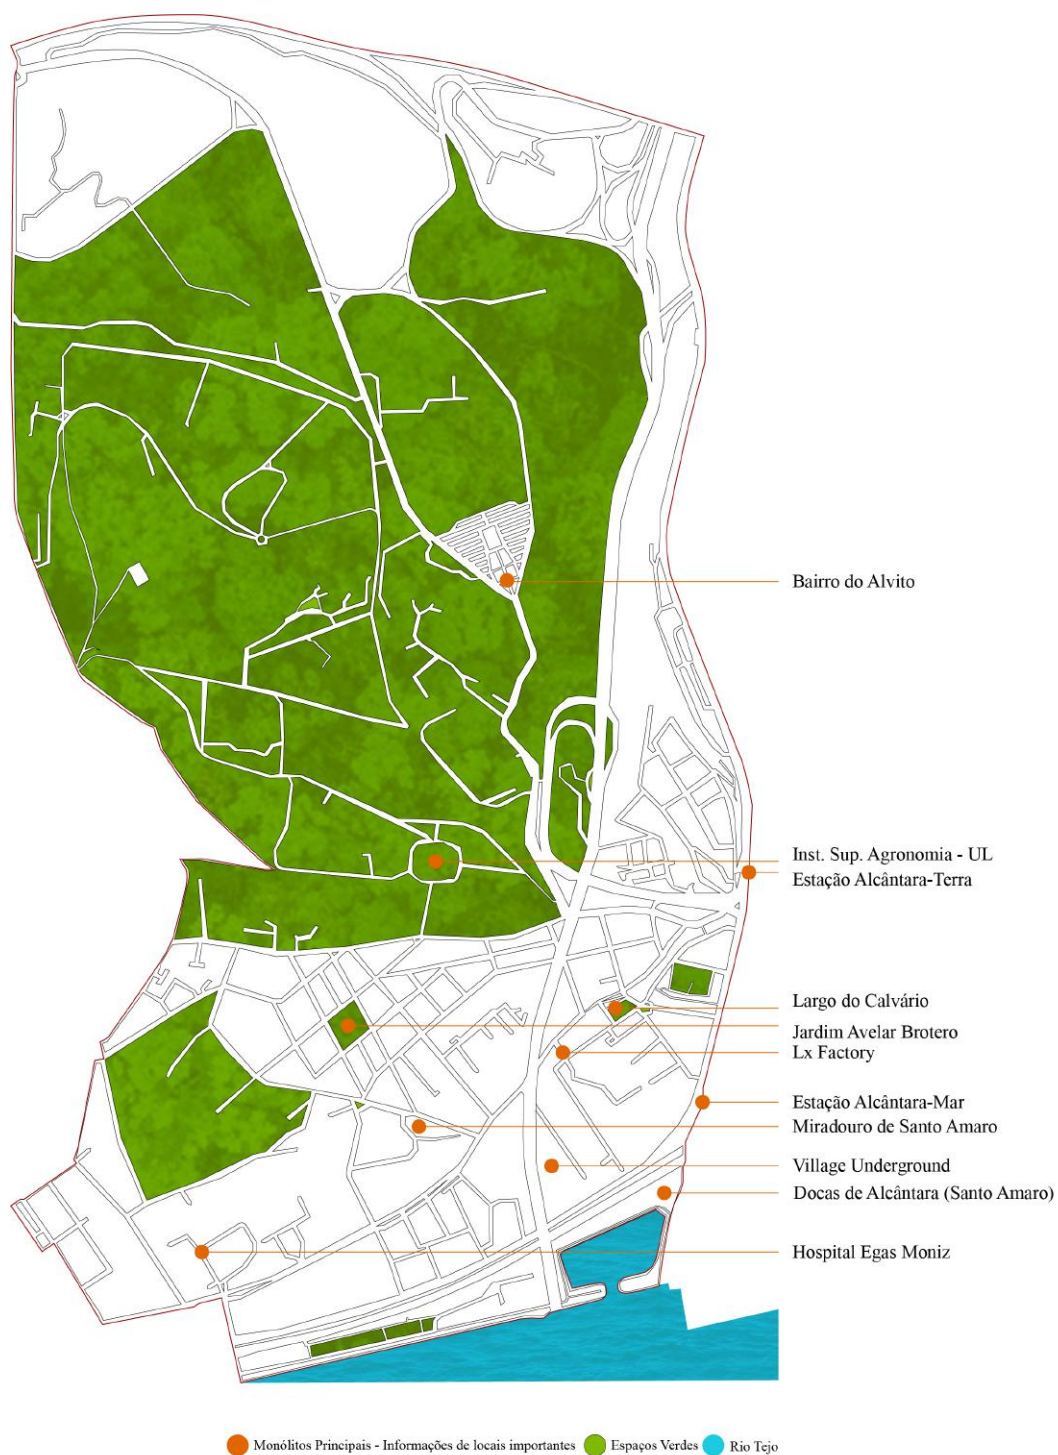 Bairro do Alvito
Inst. Sup. Agronomia - UL
Estação Alcântara-Terra
Largo do Calvário
Jardim Avelar Brotero
Lx Factory
Estação Alcântara-Mar
Miradouro de Santo Amaro
Village Underground
Docas de Alcântara (Santo Amaro)
Hospital Egas Moniz
Monólitos Principais - Informações de locais importantes Espaços Verdes Rio Tejo